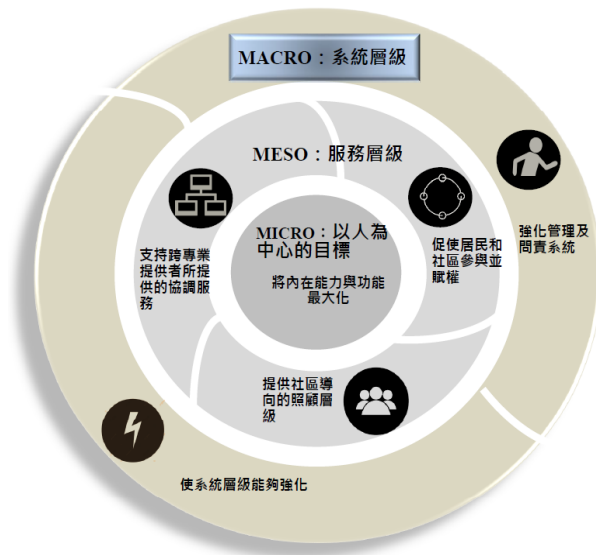 MACRO：系統層級
MESO：服務層級
支持跨專業
提供者所提
供的協調服
務
促使居民和
社區參與並
賦權
強化管理及
問責系統
MICRO：以人為
中心的目標
將內在能力與功能
最大化
提供社區導
向的照顧層
級
使系統層級能夠強化